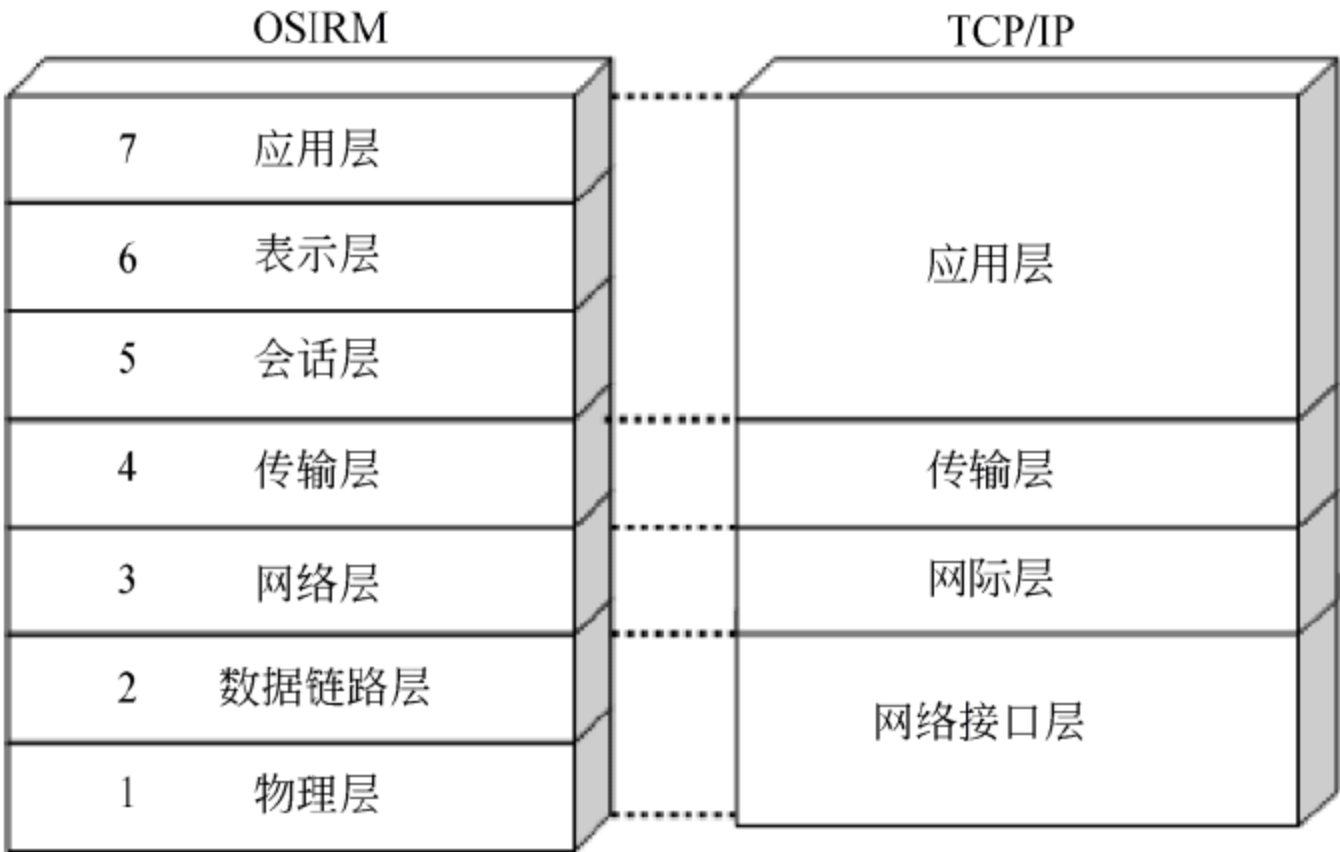 OSIRM
TCP/IP
7 应用层
6 表示层
5 会话层
4 传输层
3 网络层
2 数据链路层
1 物理层
应用层
传输层
网际层
网络接口层